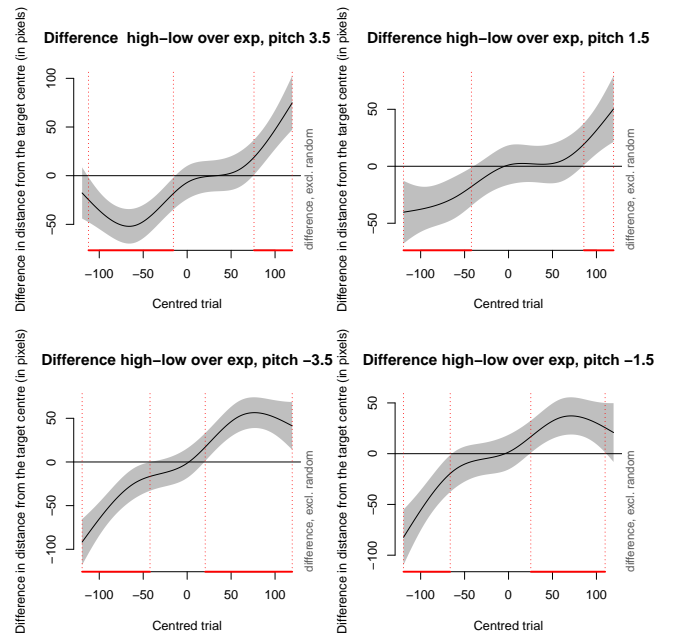 Difference  high−low over exp, pitch 3.5
Difference in distance from the target centre (in pixels)
100
50
0
−50
−100 −50 0 50 100
Centred trial
difference, excl. random
Difference high−low over exp, pitch 1.5
Difference in distance from the target centre (in pixels)
50
0
−50
−100 −50 0 50 100
Centred trial
difference, excl. random
Difference high−low over exp, pitch −3.5
Difference in distance from the target centre (in pixels)
50
0
−50
−100
−100 −50 0 50 100
Centred trial
difference, excl. random
Difference high−low over exp, pitch −1.5
Difference in distance from the target centre (in pixels)
50
0
−50
−100
−100 −50 0 50 100
Centred trial
difference, excl. random